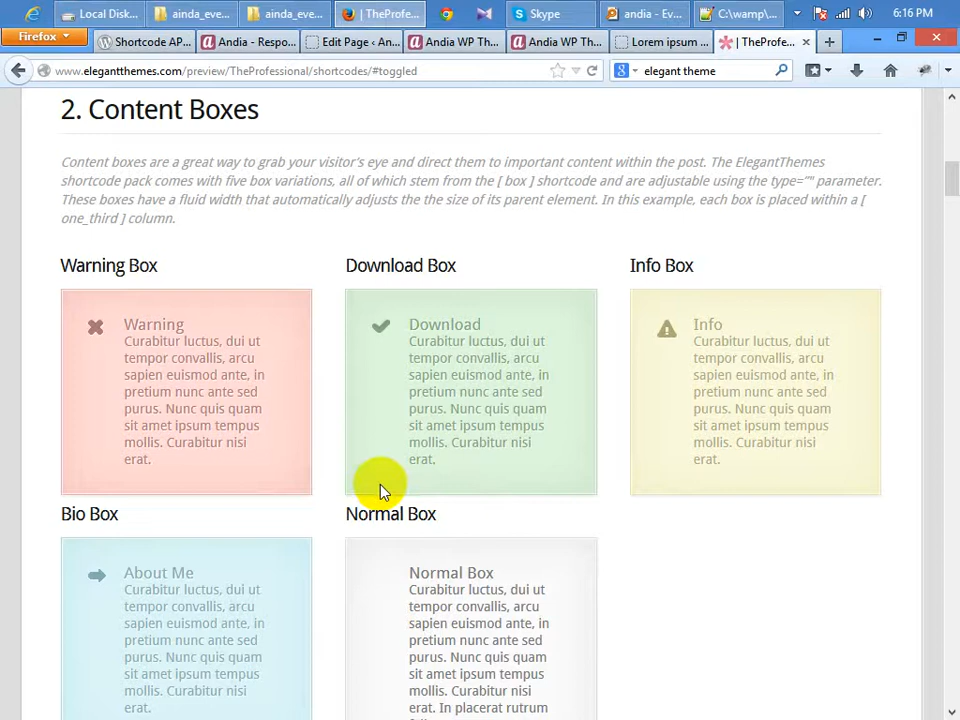 Local Disk...
ainda_eve...
ainda_eve...
| TheProfe...
Skype
andia - Ev...
C:\wamp\...
6:16 PM
Firefox
Shortcode AP...
Andia - Respo...
Edit Page ‹ An...
Andia WP Th...
Andia WP Th...
Lorem ipsum ...
| TheProfe...
www.elegantthemes.com/preview/TheProfessional/shortcodes/#toggled
elegant theme
2. Content Boxes
Content boxes are a great way to grab your visitor's eye and direct them to important content within the post. The ElegantThemes
shortcode pack comes with five box variations, all of which stem from the [ box ] shortcode and are adjustable using the type="" parameter.
These boxes have a fluid width that automatically adjusts the the size of its parent element. In this example, each box is placed within a [
one_third ] column.
Warning Box
Warning
Curabitur luctus, dui ut
tempor convallis, arcu
sapien euismod ante, in
pretium nunc ante sed
purus. Nunc quis quam
sit amet ipsum tempus
mollis. Curabitur nisi
erat.
Download Box
Download
Curabitur luctus, dui ut
tempor convallis, arcu
sapien euismod ante, in
pretium nunc ante sed
purus. Nunc quis quam
sit amet ipsum tempus
mollis. Curabitur nisi
erat.
Info Box
Info
Curabitur luctus, dui ut
tempor convallis, arcu
sapien euismod ante, in
pretium nunc ante sed
purus. Nunc quis quam
sit amet ipsum tempus
mollis. Curabitur nisi
erat.
Bio Box
About Me
Curabitur luctus, dui ut
tempor convallis, arcu
sapien euismod ante, in
pretium nunc ante sed
purus. Nunc quis quam
sit amet ipsum tempus
mollis. Curabitur nisi
erat.
Normal Box
Normal Box
Curabitur luctus, dui ut
tempor convallis, arcu
sapien euismod ante, in
pretium nunc ante sed
purus. Nunc quis quam
sit amet ipsum tempus
mollis. Curabitur nisi
erat. In placerat rutrum